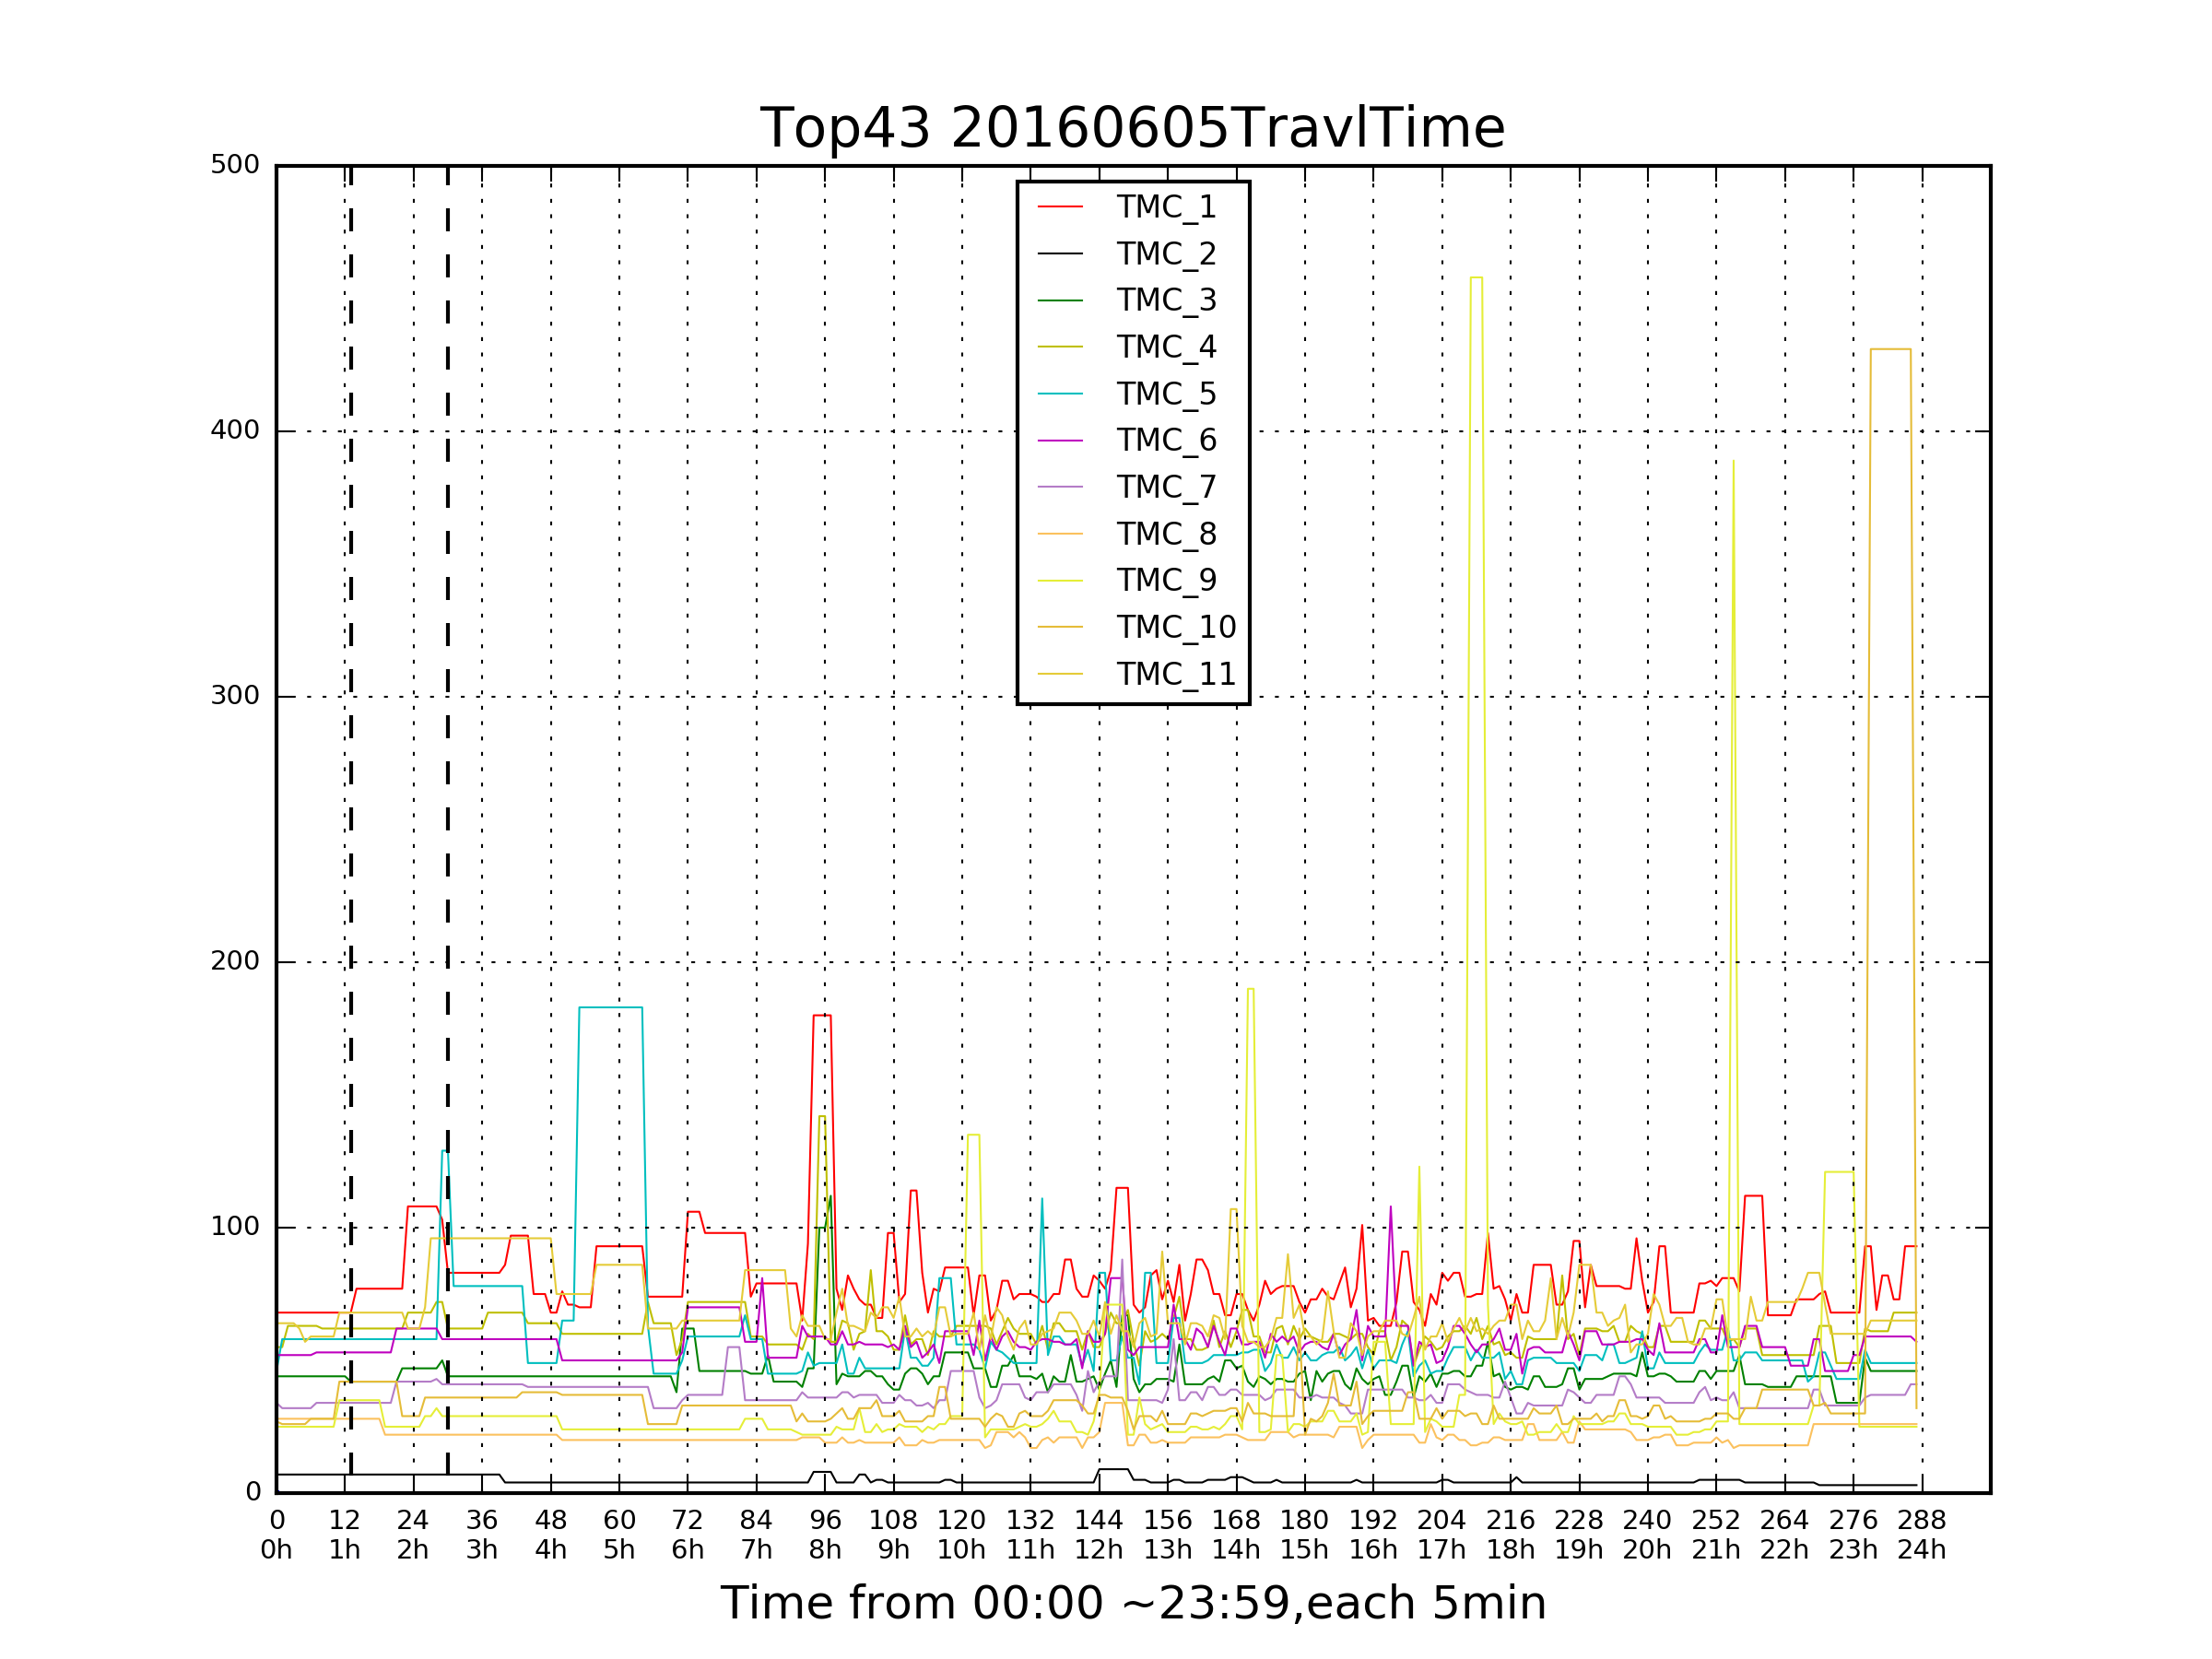 Top43 20160605TravlTime
500
400
300
200
100
0
TMC_1
TMC_2
TMC_3
TMC_4
TMC_5
TMC_6
TMC_7
TMC_8
TMC_9
TMC_10
TMC_11
0 12 24 36 48 60 72 84 96 108 120 132 144 156 168 180 192 204 216 228 240 252 264 276 288
0h 1h 2h 3h 4h 5h 6h 7h 8h 9h 10h 11h 12h 13h 14h 15h 16h 17h 18h 19h 20h 21h 22h 23h 24h
Time from 00:00 ~23:59,each 5min